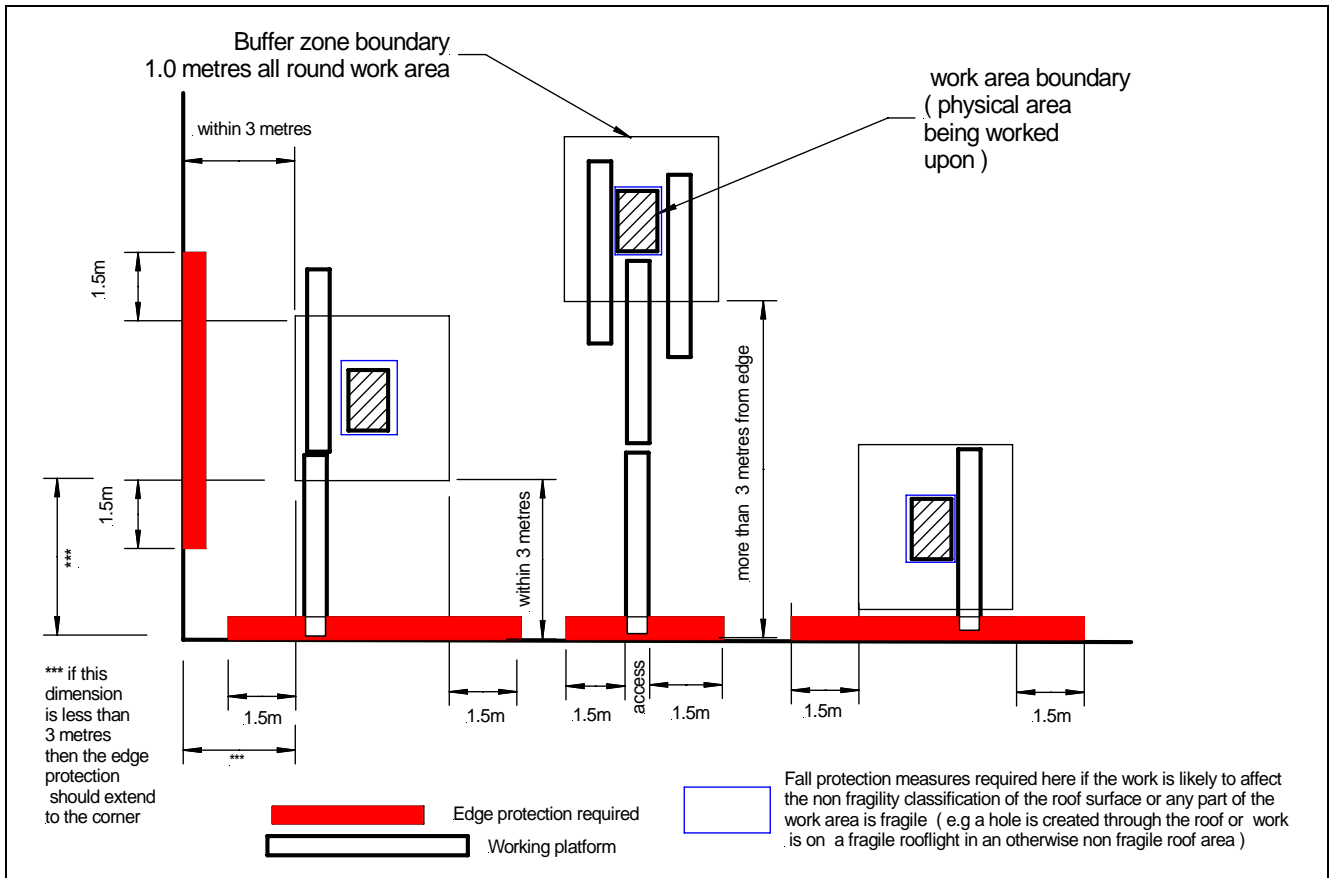 Buffer zone boundary
1.0 metres all round work area
work area boundary
( physical area
being worked
upon )
within 3 metres
1.5m
1.5m
***
within 3 metres
more than 3 metres from edge
*** if this
dimension
is less than
3 metres
then the edge
protection
should extend
to the corner
1.5m
***
1.5m
1.5m
access
1.5m
1.5m
1.5m
Edge protection required
Working platform
Fall protection measures required here if the work is likely to affect
the non fragility classification of the roof surface or any part of the
work area is fragile ( e.g a hole is created through the roof or work
is on a fragile rooflight in an otherwise non fragile roof area )